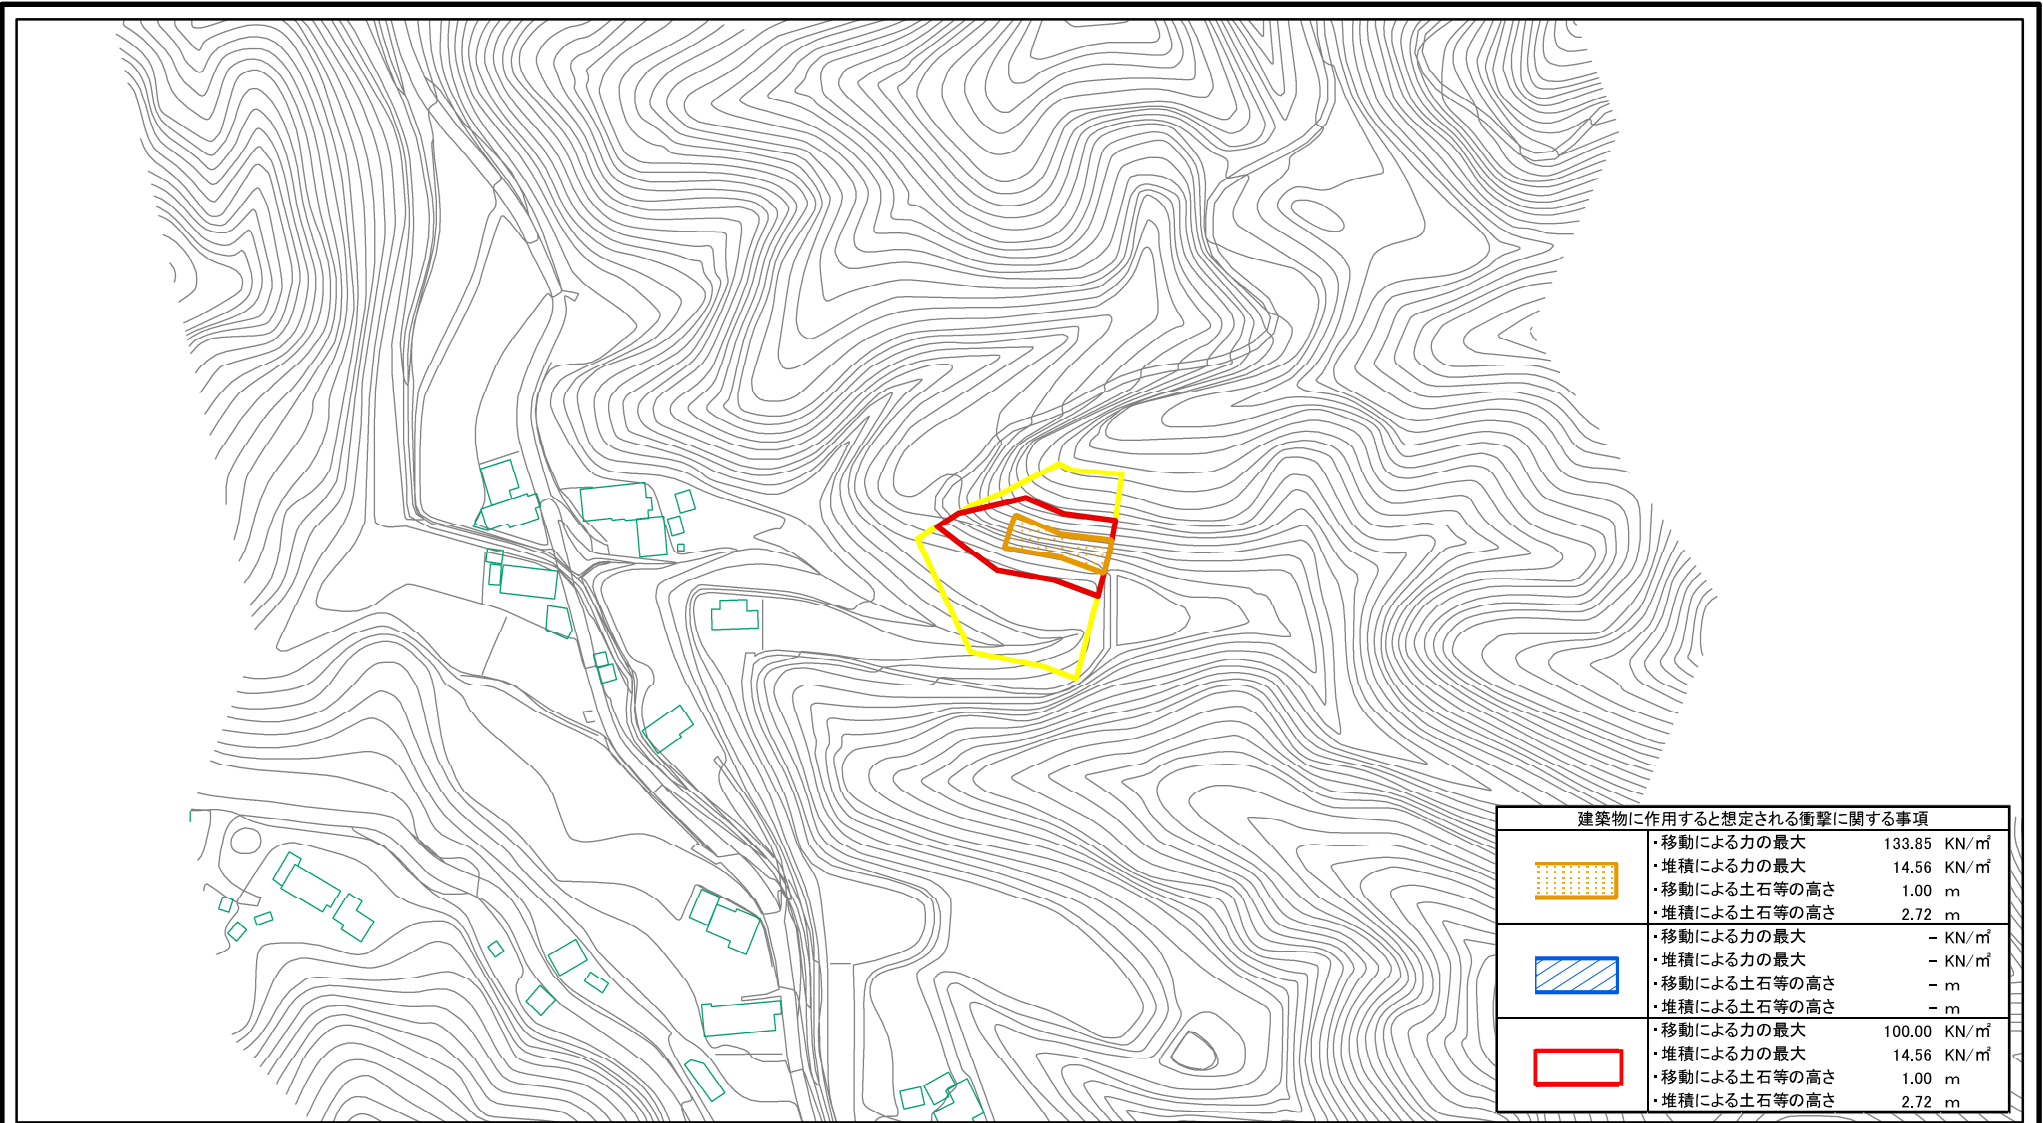 建築物に作用すると想定される衝撃に関する事項
・移動による力の最大 133.85 KN/㎡
・堆積による力の最大 14.56 KN/㎡
・移動による土石等の高さ 1.00 m
・堆積による土石等の高さ 2.72 m
・移動による力の最大 - KN/㎡
・堆積による力の最大 - KN/㎡
・移動による土石等の高さ - m
・堆積による土石等の高さ - m
・移動による力の最大 100.00 KN/㎡
・堆積による力の最大 14.56 KN/㎡
・移動による土石等の高さ 1.00 m
・堆積による土石等の高さ 2.72 m